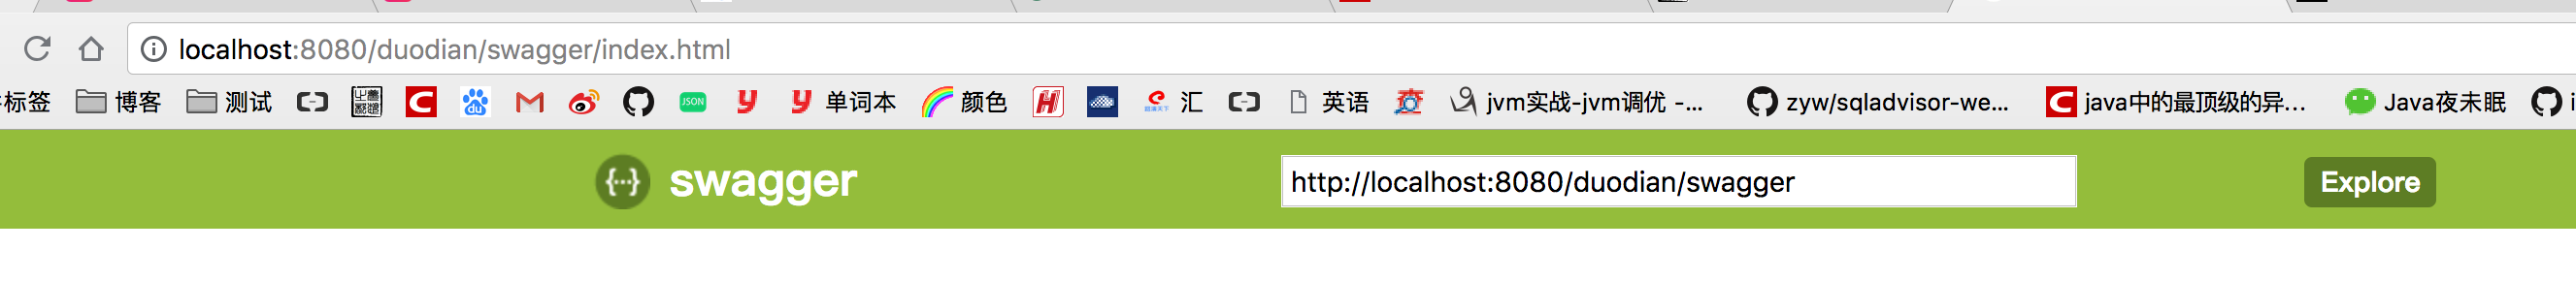 localhost:8080/duodian/swagger/index.html
标签 博客 测试 JSON 单词本 颜色 汇 英语 jvm实战-jvm调优 -... zyw/sqladvisor-we... java中的最顶级的异... Java夜未眠 i
{···} swagger http://localhost:8080/duodian/swagger Explore